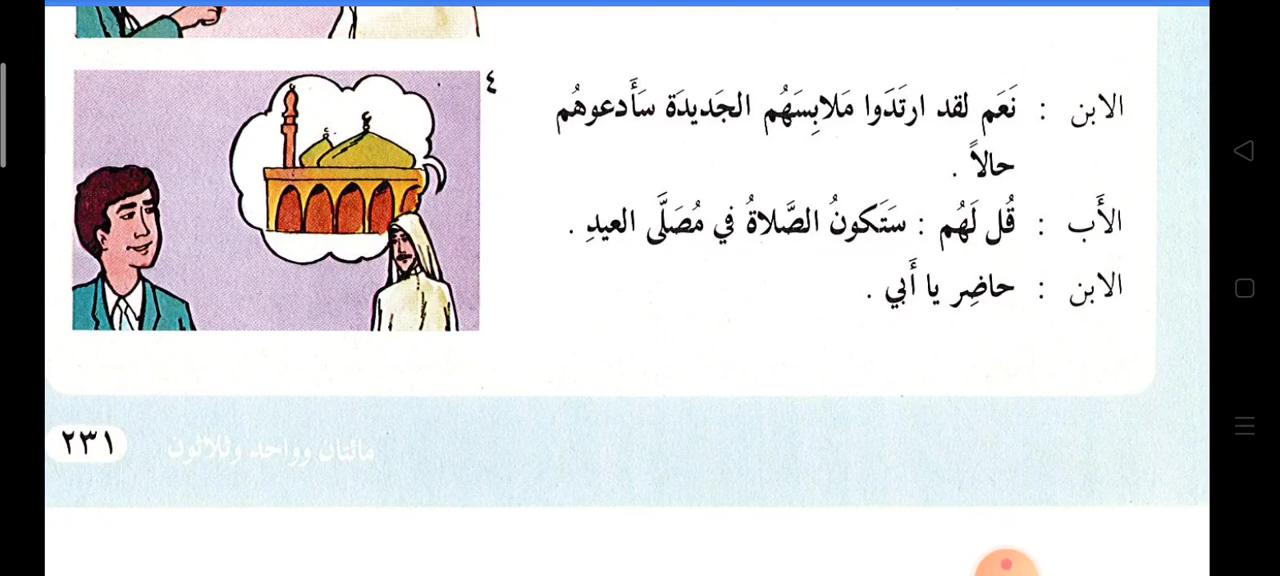 ٤
الابن : نَعَم لقد ارتَدَوا مَلابِسَهُم الجَديدَة سَأَدعوهُم
حالاً .
الأَب : قُل لَهُم : سَتَكونُ الصَّلاةُ في مُصَلَّى العيدِ .
الابن : حاضِر يا أَبي .
٢٣١ مائتان وواحد وثلاثون